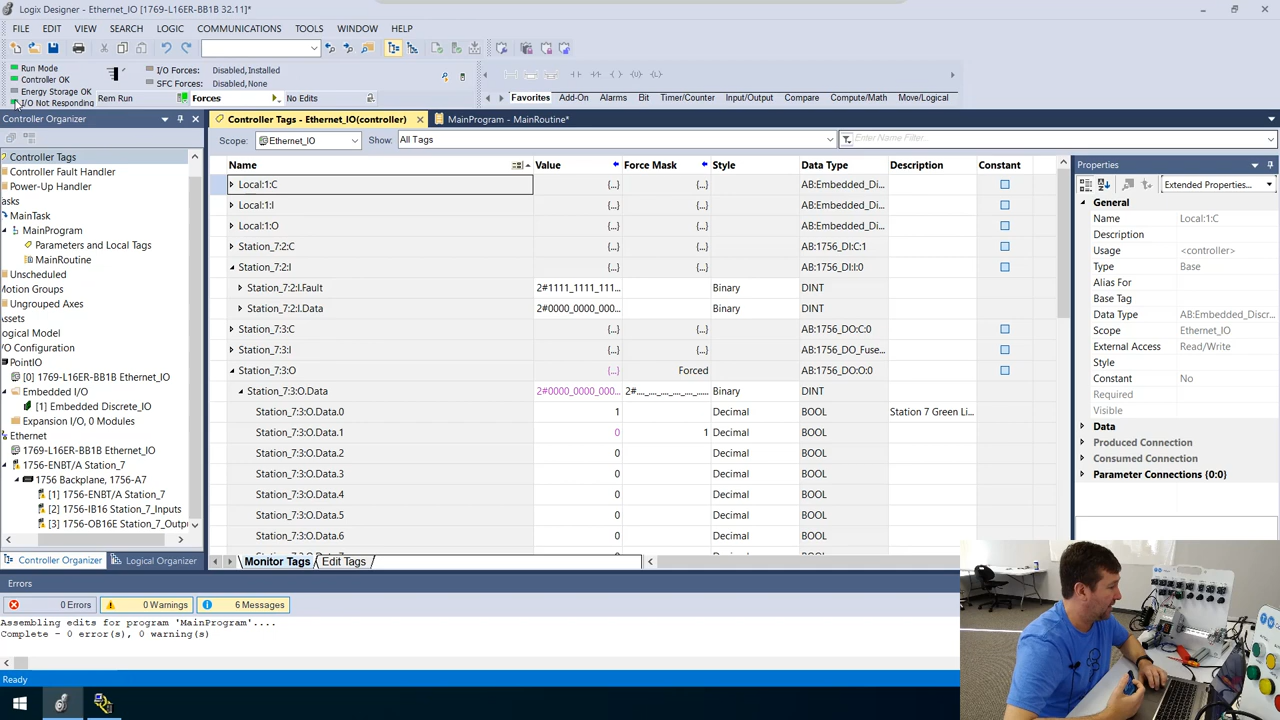 Logix Designer - Ethernet_IO [1769-L16ER-BB1B 32.11]*
FILE EDIT VIEW SEARCH LOGIC COMMUNICATIONS TOOLS WINDOW HELP
Run Mode
Controller OK
Energy Storage OK
I/O Not Responding
I/O Forces: Disabled, Installed
SFC Forces: Disabled,None
Rem Run Forces No Edits
Favorites Add-On Alarms Bit Timer/Counter Input/Output Compare Compute/Math Move/Logical
Controller Organizer
Controller Tags
Controller Fault Handler
Power-Up Handler
asks
MainTask
MainProgram
Parameters and Local Tags
MainRoutine
Unscheduled
otion Groups
Ungrouped Axes
ssets
ogical Model
O Configuration
PointIO
[0] 1769-L16ER-BB1B Ethernet_IO
Embedded I/O
[1] Embedded Discrete_IO
Expansion I/O, 0 Modules
Ethernet
1769-L16ER-BB1B Ethernet_IO
1756-ENBT/A Station_7
1756 Backplane, 1756-A7
[1] 1756-ENBT/A Station_7
[2] 1756-IB16 Station_7_Inputs
[3] 1756-OB16E Station_7_Outp
Controller Organizer Logical Organizer
Controller Tags - Ethernet_IO(controller) MainProgram - MainRoutine*
Scope: Ethernet_IO Show: All Tags Enter Name Filter...
Name Value Force Mask Style Data Type Description Constant
Local:1:C {...} {...} AB:Embedded_Di...
Local:1:I {...} {...} AB:Embedded_Di...
Local:1:O {...} {...} AB:Embedded_Di...
Station_7:2:C {...} {...} AB:1756_DI:C:1
Station_7:2:I {...} {...} AB:1756_DI:I:0
Station_7:2:I.Fault 2#1111_1111_111... Binary DINT
Station_7:2:I.Data 2#0000_0000_000... Binary DINT
Station_7:3:C {...} {...} AB:1756_DO:C:0
Station_7:3:I {...} {...} AB:1756_DO_Fuse...
Station_7:3:O {...} Forced AB:1756_DO:O:0
Station_7:3:O.Data 2#0000_0000_000... 2#...._...._...._...._....... Binary DINT
Station_7:3:O.Data.0 1 Decimal BOOL Station 7 Green Li...
Station_7:3:O.Data.1 0 1 Decimal BOOL
Station_7:3:O.Data.2 0 Decimal BOOL
Station_7:3:O.Data.3 0 Decimal BOOL
Station_7:3:O.Data.4 0 Decimal BOOL
Station_7:3:O.Data.5 0 Decimal BOOL
Station_7:3:O.Data.6 0 Decimal BOOL
Monitor Tags Edit Tags
Properties
Extended Properties...
General
Name Local:1:C
Description
Usage <controller>
Type Base
Alias For
Base Tag
Data Type AB:Embedded_Discr...
Scope Ethernet_IO
External Access Read/Write
Style
Constant No
Required
Visible
Data
Produced Connection
Consumed Connection
Parameter Connections {0:0}
Errors
0 Errors 0 Warnings 6 Messages
Assembling edits for program 'MainProgram'....
Complete - 0 error(s), 0 warning(s)
Ready